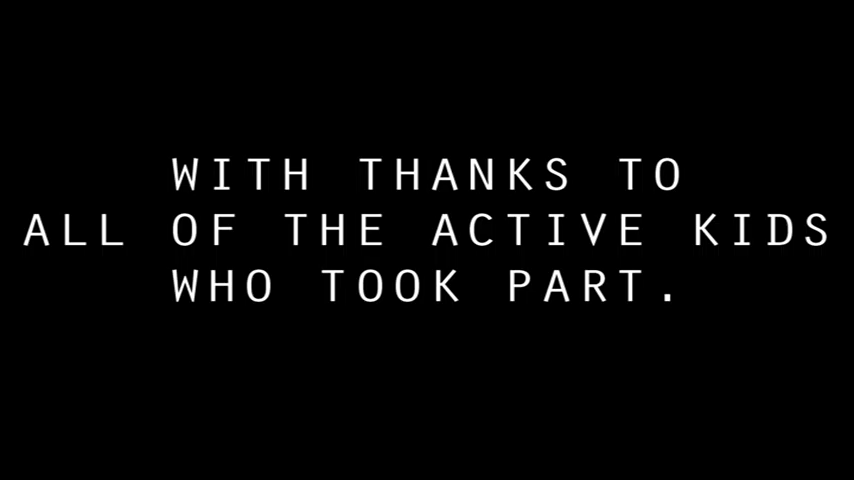 WITH THANKS TO
ALL OF THE ACTIVE KIDS
WHO TOOK PART.